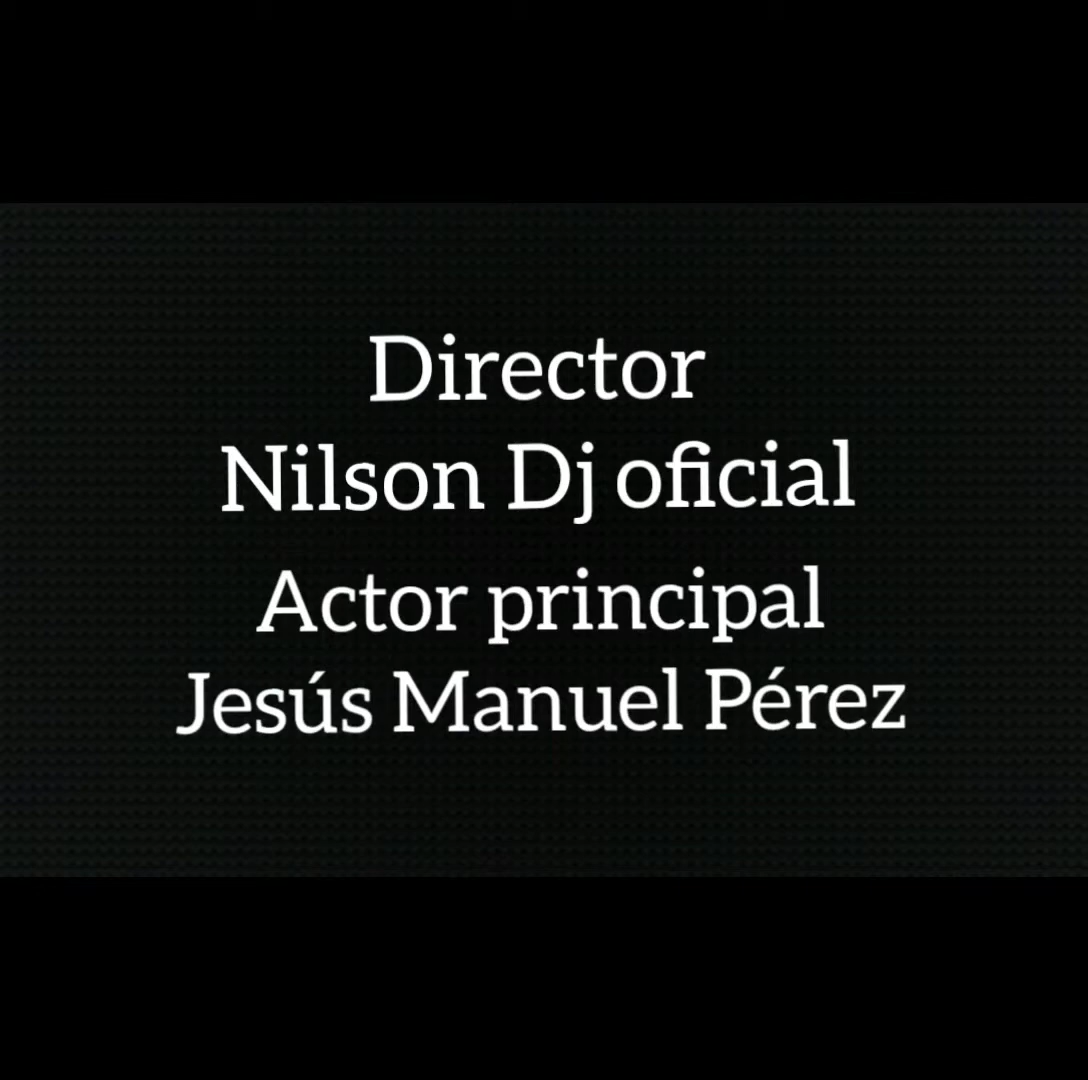 Director
Nilson Dj oficial
Actor principal
Jesús Manuel Pérez